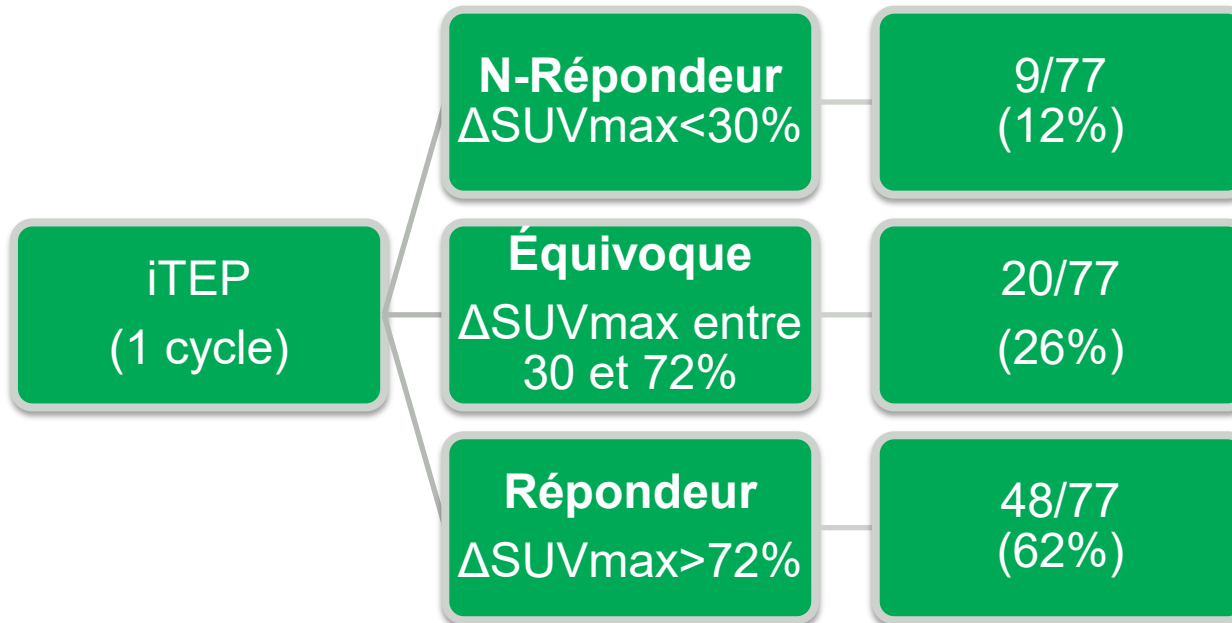 iTEP
(1 cycle)
N-Répondeur
ΔSUVmax<30%
9/77
(12%)
Équivoque
ΔSUVmax entre
30 et 72%
20/77
(26%)
Répondeur
ΔSUVmax>72%
48/77
(62%)